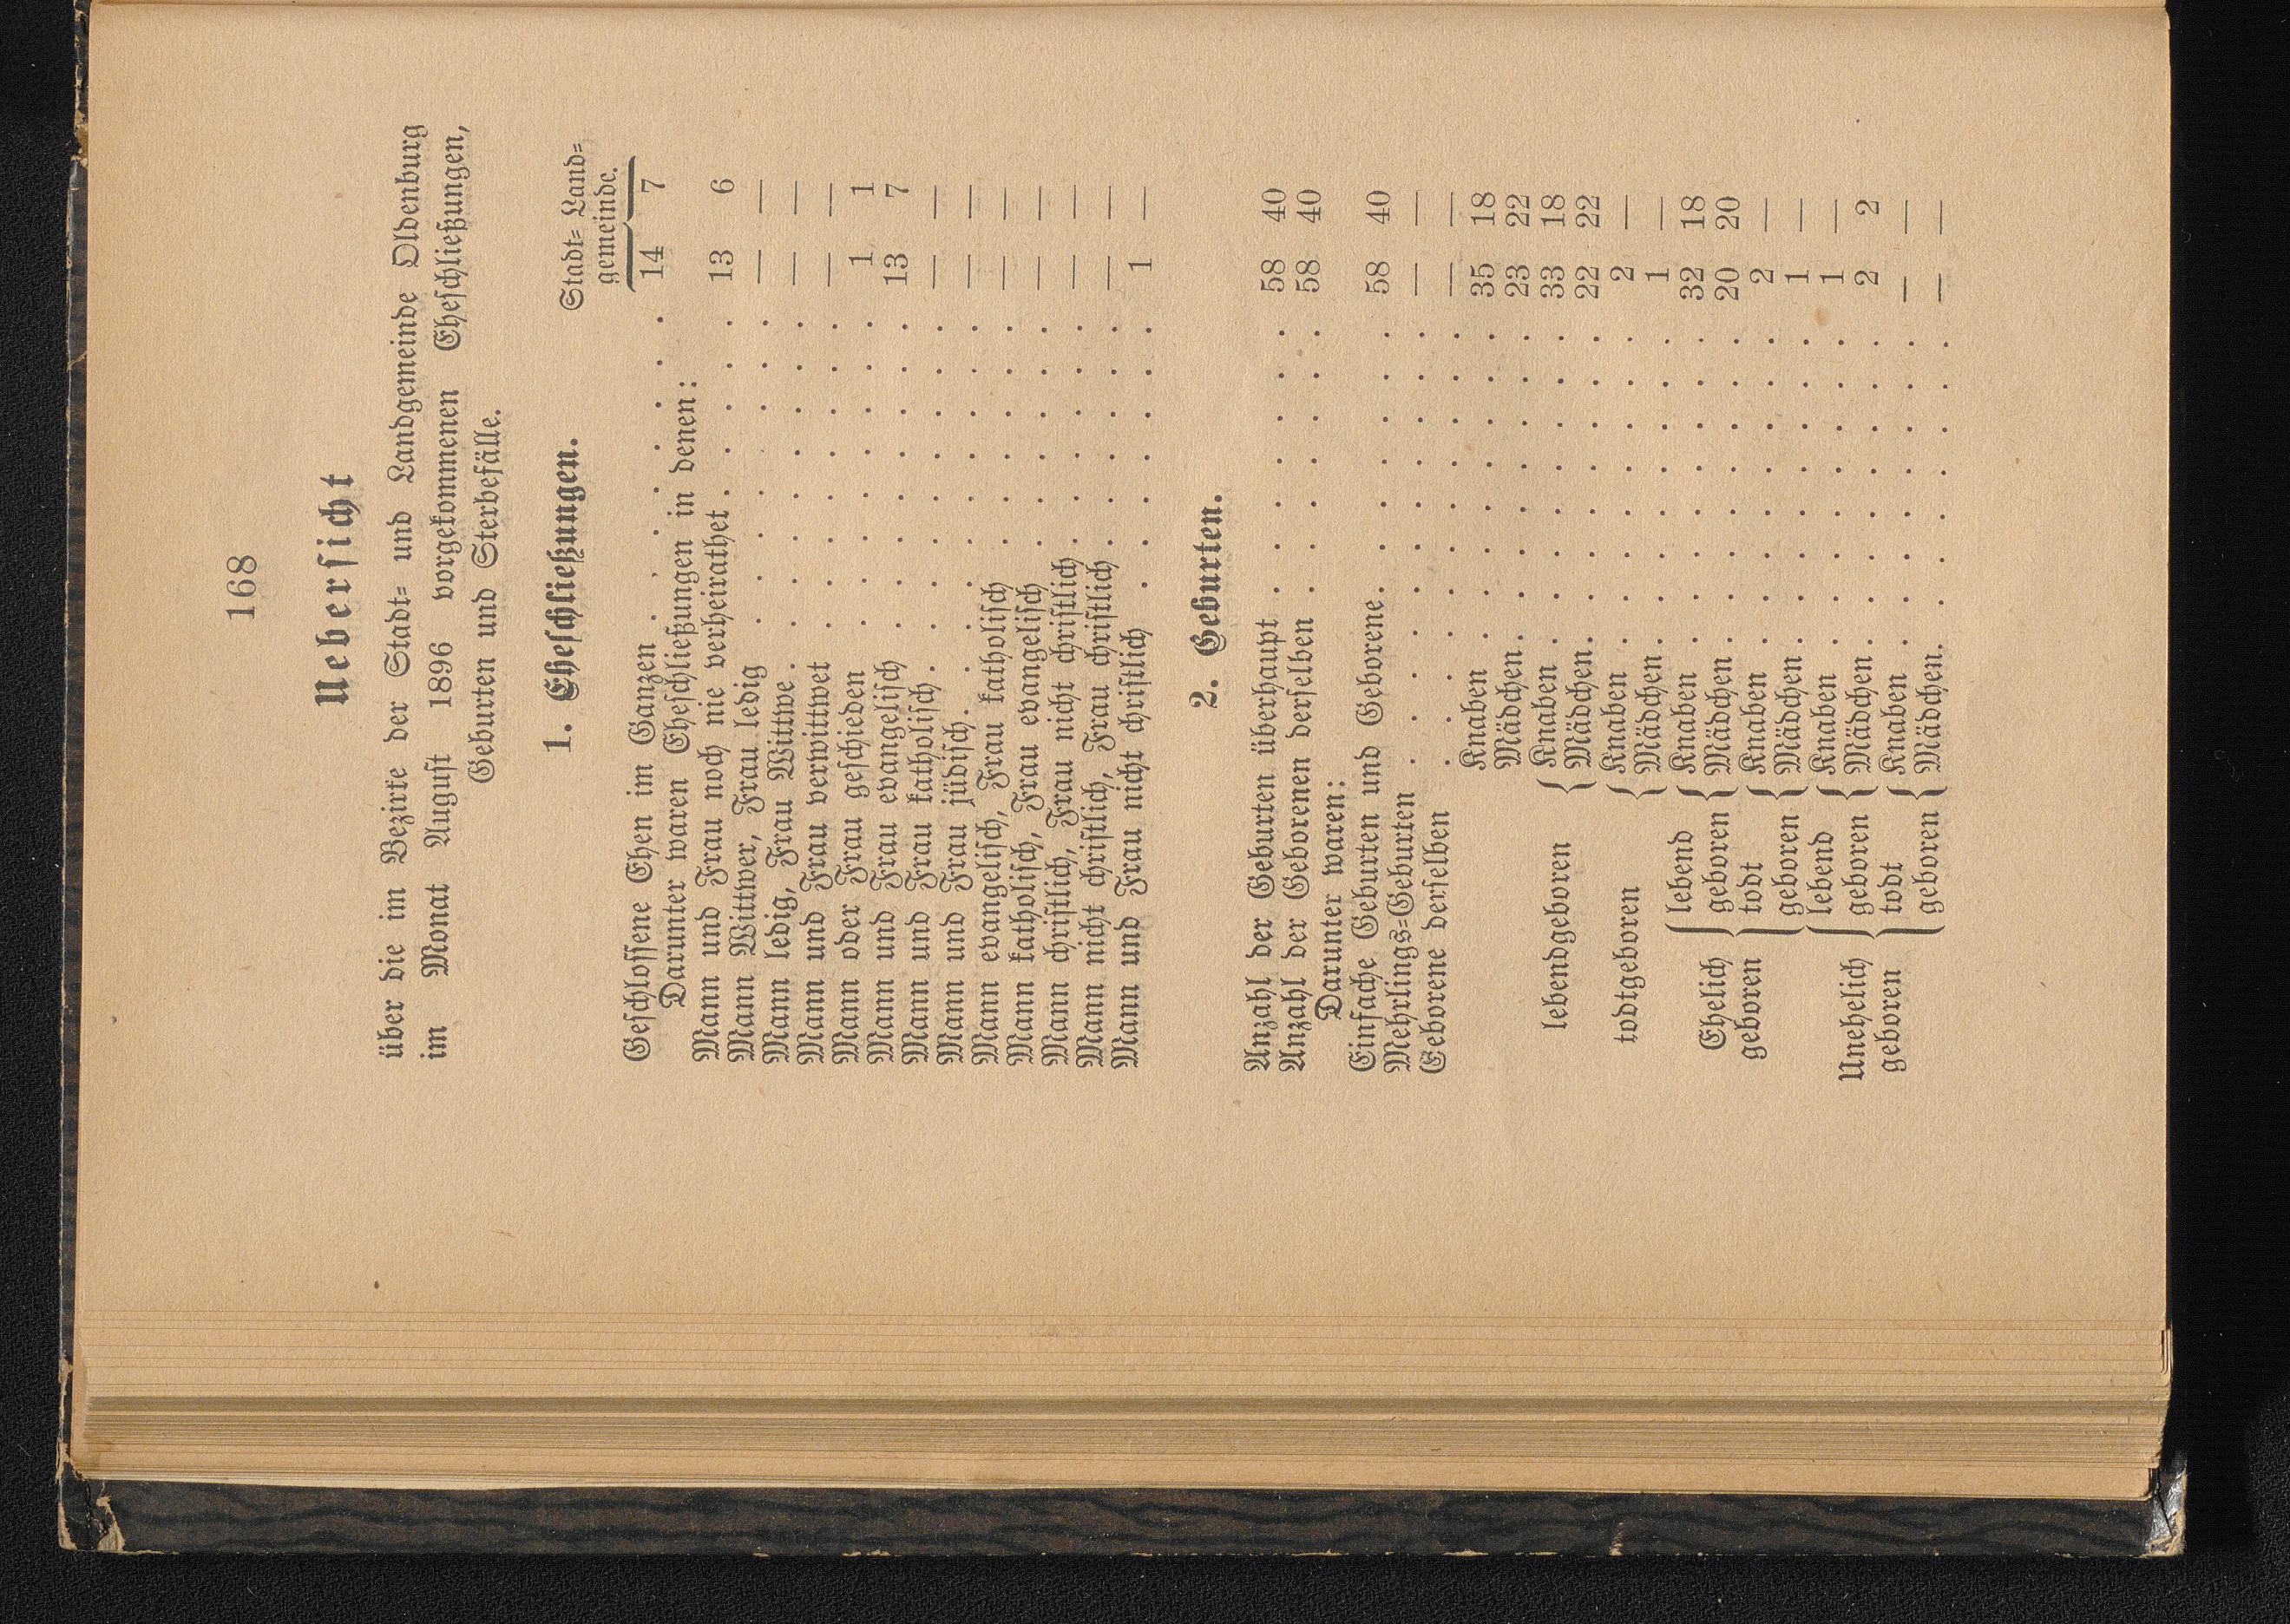 168
Uebersicht
über die im Bezirke der Stadt= und Landgemeinde Oldenburg
im Monat August 1896 vorgekommenen Eheschließungen,
Geburten und Sterbefälle.
1. Eheschließungen.
Stadt= Land=
gemeinde.
Geschlossene Ehen im Ganzen . . . . . . . . 14 7
Darunter waren Eheschließungen in denen:
Mann und Frau noch nie verheirathet . . . . . 13 6
Mann Wittwer, Frau ledig . . . . . . . . — —
Mann ledig, Frau Wittwe . . . . . . . . . — —
Mann und Frau verwittwet . . . . . . . . — —
Mann oder Frau geschieden . . . . . . . . 1 1
Mann und Frau evangelisch . . . . . . . . 13 7
Mann und Frau katholisch . . . . . . . . . — —
Mann und Frau jüdisch . . . . . . . . . . — —
Mann evangelisch, Frau katholisch . . . . . . — —
Mann katholisch, Frau evangelisch . . . . . . — —
Mann christlich, Frau nicht christlich . . . . . . — —
Mann nicht christlich, Frau christlich . . . . . . — —
Mann und Frau nicht christlich . . . . . . . 1 —
2. Geburten.
Anzahl der Geburten überhaupt . . . . . . . 58 40
Anzahl der Geborenen derselben . . . . . . . 58 40
Darunter waren:
Einfache Geburten und Geborene . . . . . . . 58 40
Mehrlings=Geburten . . . . . . . . . . . — —
Geborene derselben . . . . . . . . . . . — —
Knaben . . . . . . . . 35 18
Mädchen . . . . . . . . 23 22
lebendgeboren { Knaben . . . . . . . . 33 18
Mädchen . . . . . . . . 22 22
todtgeboren { Knaben . . . . . . . . 2 —
Mädchen . . . . . . . . 1 —
Ehelich { lebend { Knaben . . . . . . . . 32 18
geboren { Mädchen . . . . . . . . 20 20
geboren { todt { Knaben . . . . . . . . 2 —
geboren { Mädchen . . . . . . . . 1 —
Unehelich { lebend { Knaben . . . . . . . . 1 —
geboren { Mädchen . . . . . . . . 2 2
geboren { todt { Knaben . . . . . . . . — —
geboren { Mädchen . . . . . . . . — —